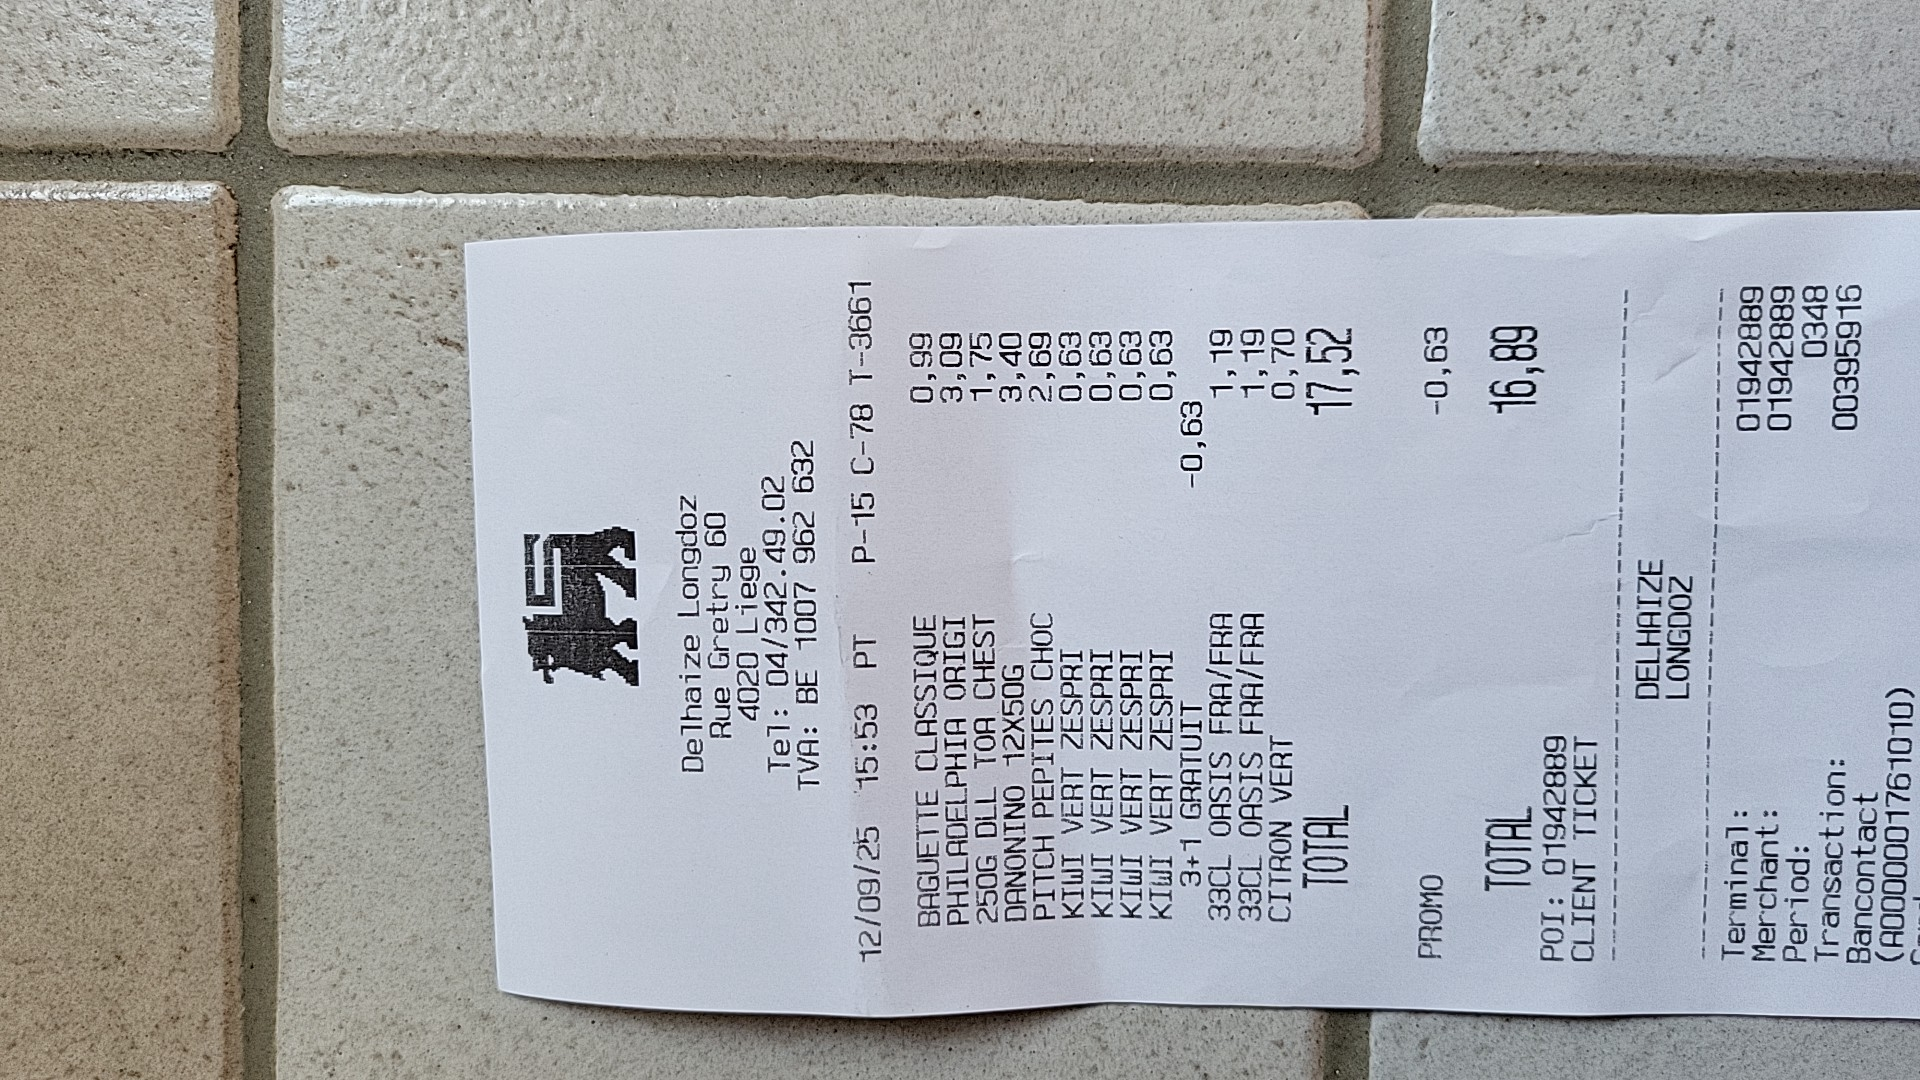 Delhaize Longdoz
Rue Gretry 60
4020 Liege
Tel: 04/342.49.02
TVA: BE 1007 962 632
12/09/25 15:53 PT P-15 C-78 T-3661
BAGUETTE CLASSIQUE 0,99
PHILADELPHIA ORIGI 3,09
250G DLL TOA CHEST 1,75
DANONINO 12X50G 3,40
PITCH PEPITES CHOC 2,69
KIWI VERT ZESPRI 0,63
KIWI VERT ZESPRI 0,63
KIWI VERT ZESPRI 0,63
KIWI VERT ZESPRI 0,63
3+1 GRATUIT -0,63
33CL OASIS FRA/FRA 1,19
33CL OASIS FRA/FRA 1,19
CITRON VERT 0,70
TOTAL 17,52
PROMO -0,63
TOTAL 16,89
POI: 01942889
CLIENT TICKET
DELHAIZE
LONGDOZ
Terminal: 01942889
Merchant: 01942889
Period: 0348
Transaction: 00395916
Bancontact
(A0000001761010)